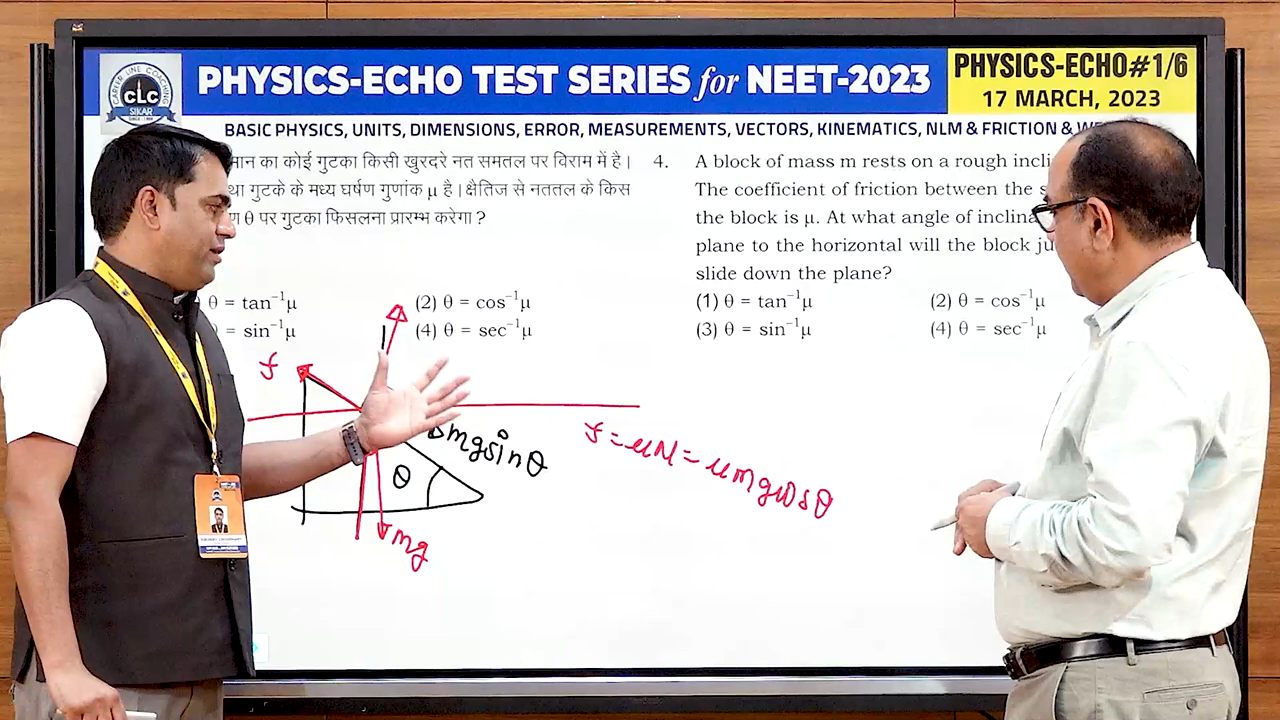 PHYSICS-ECHO TEST SERIES for NEET-2023
PHYSICS-ECHO#1/6
17 MARCH, 2023
CAREER LINE COACHING
CLC
SIKAR
BASIC PHYSICS, UNITS, DIMENSIONS, ERROR, MEASUREMENTS, VECTORS, KINEMATICS, NLM & FRICTION &
का कोई गुटका किसी खुरदरे नत समतल पर विराम में है।
गुटके के मध्य घर्षण गुणांक μ है। क्षैतिज से नततल के किस
θ पर गुटका फिसलना प्रारम्भ करेगा ?
θ = tan⁻¹μ
(2) θ = cos⁻¹μ
= sin⁻¹μ
(4) θ = sec⁻¹μ
4. A block of mass m rests on a rough
The coefficient of friction between the
the block is μ. At what angle of
plane to the horizontal will the block
slide down the plane?
(1) θ = tan⁻¹μ
(2) θ = cos⁻¹μ
(3) θ = sin⁻¹μ
(4) θ = sec⁻¹μ
f
mgsinθ
θ
mg
f = μN = μmgcosθ